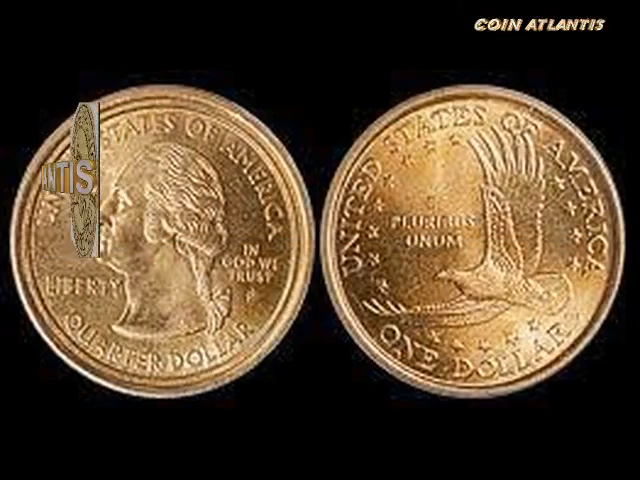 COIN ATLANTIS
STATES OF AMERICA
ANTIS
LIBERTY
IN
GOD WE
TRUST
P
QUARTER DOLLAR
UNITED STATES OF AMERICA
PLURIBUS
UNUM
ONE DOLLAR